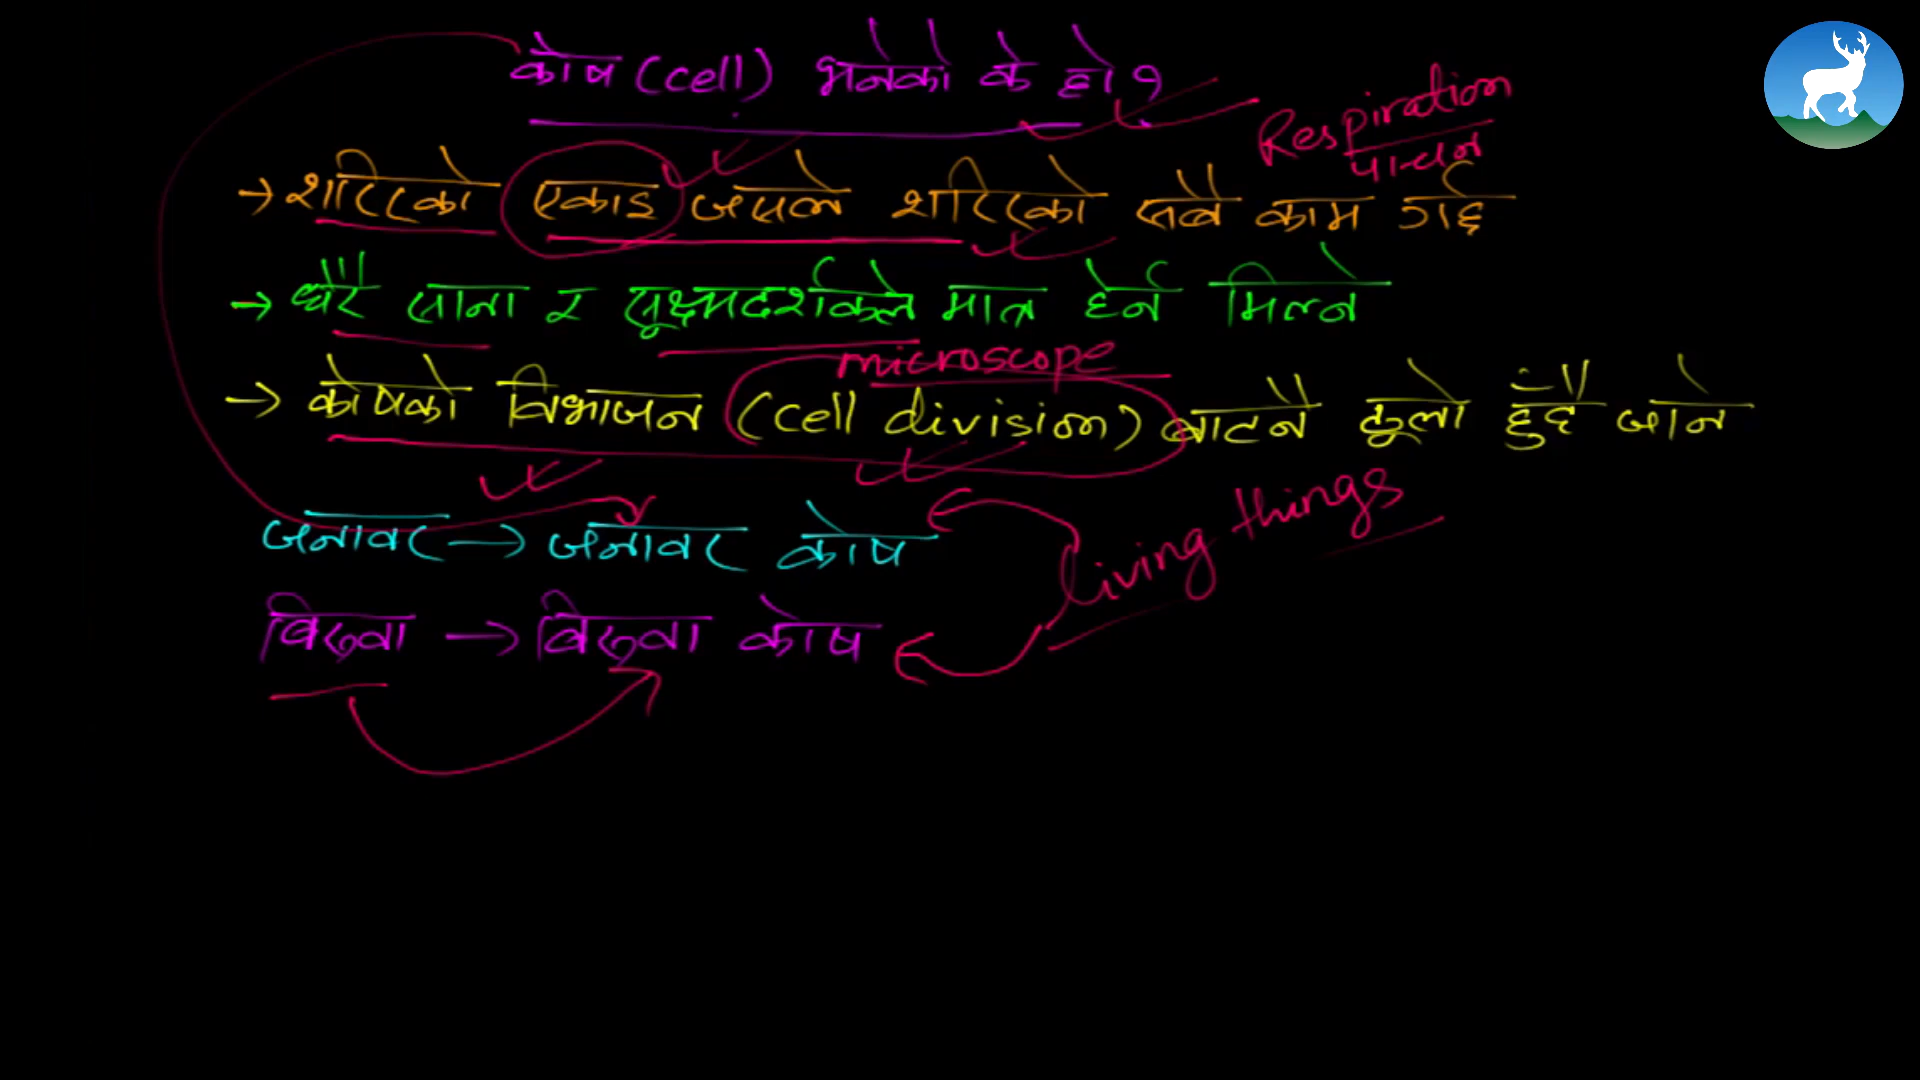 कोष (cell) भनेको के हो ?
Respiration
पाचन
→ शरिरको एकाइ जसले शरिरको सबै काम गर्छ
→ धेरै साना र सूक्ष्मदर्शकले मात्र हेर्न मिल्ने
microscope
→ कोषको विभाजन (cell division) बाटनै ठूलो हुँदै जाने
living things
जनावर → जनावर कोष
बिरुवा → बिरुवा कोष